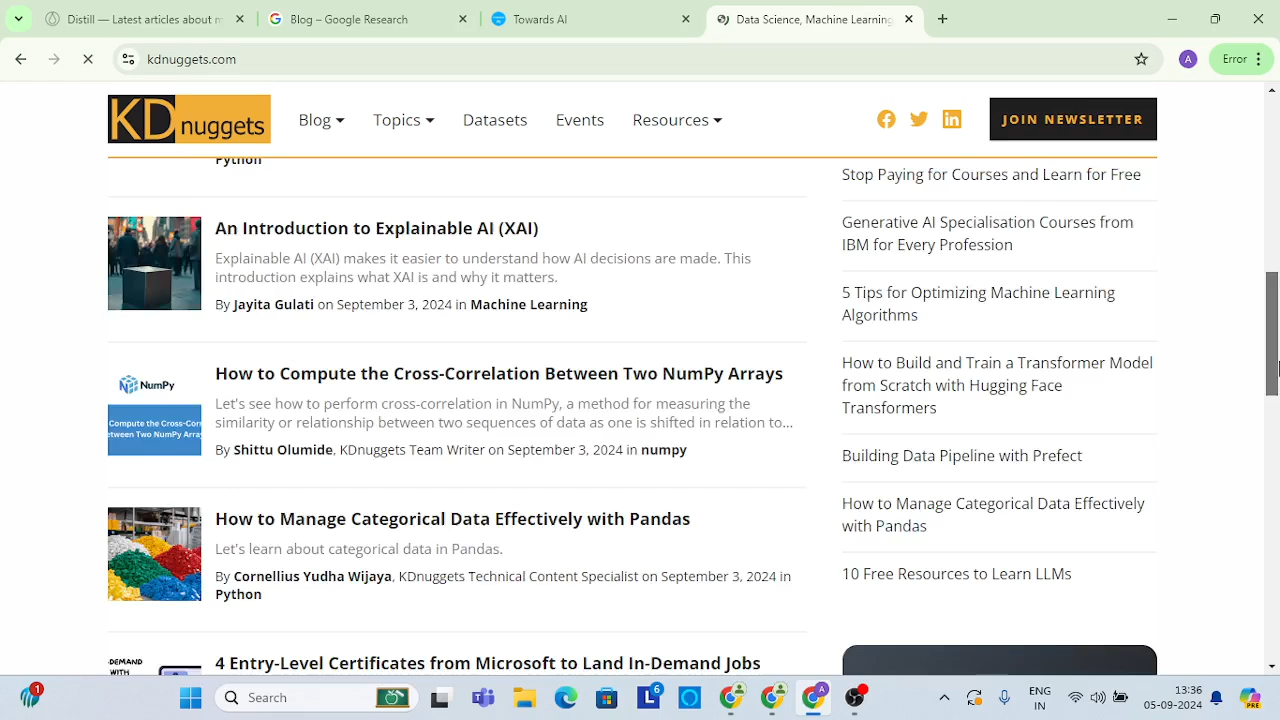 Distill — Latest articles about m
Blog – Google Research
Towards AI
Data Science, Machine Learning,
kdnuggets.com
A
Error
KD nuggets
Blog
Topics
Datasets
Events
Resources
JOIN NEWSLETTER
Python
An Introduction to Explainable AI (XAI)
Explainable AI (XAI) makes it easier to understand how AI decisions are made. This
introduction explains what XAI is and why it matters.
By Jayita Gulati on September 3, 2024 in Machine Learning
NumPy
Compute the Cross-Corr
etween Two NumPy Array
How to Compute the Cross-Correlation Between Two NumPy Arrays
Let's see how to perform cross-correlation in NumPy, a method for measuring the
similarity or relationship between two sequences of data as one is shifted in relation to...
By Shittu Olumide, KDnuggets Team Writer on September 3, 2024 in numpy
How to Manage Categorical Data Effectively with Pandas
Let's learn about categorical data in Pandas.
By Cornellius Yudha Wijaya, KDnuggets Technical Content Specialist on September 3, 2024 in
Python
-DEMAND
WITH
4 Entry-Level Certificates from Microsoft to Land In-Demand Jobs
Stop Paying for Courses and Learn for Free
Generative AI Specialisation Courses from
IBM for Every Profession
5 Tips for Optimizing Machine Learning
Algorithms
How to Build and Train a Transformer Model
from Scratch with Hugging Face
Transformers
Building Data Pipeline with Prefect
How to Manage Categorical Data Effectively
with Pandas
10 Free Resources to Learn LLMs
1
Search
L
6
A
ENG
IN
13:36
05-09-2024
PRE